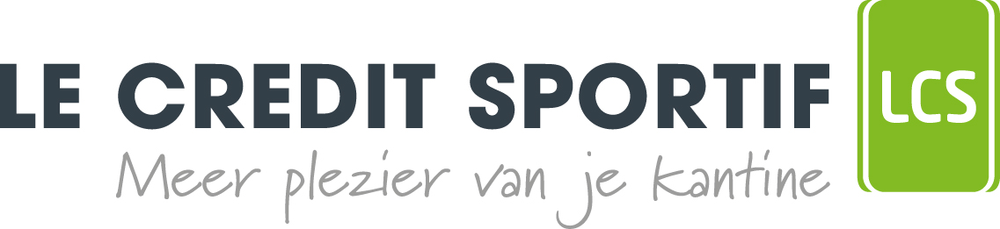 LE CREDIT SPORTIF
LCS
Meer plezier van je kantine